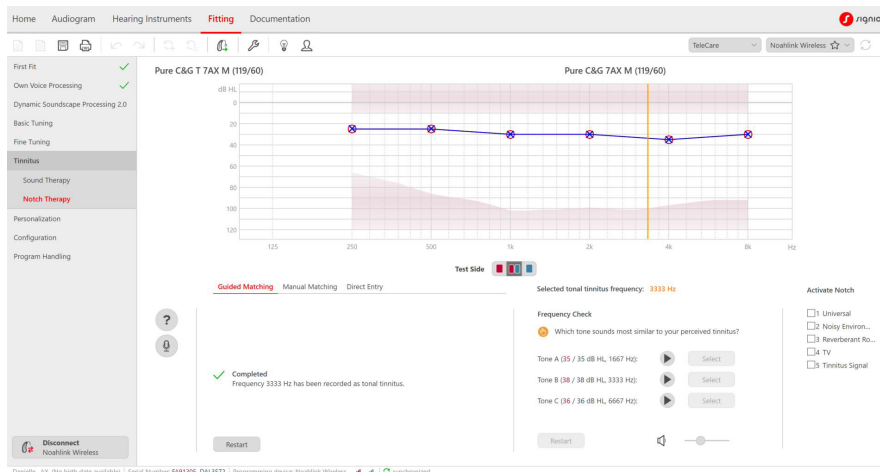 Home Audiogram Hearing Instruments Fitting Documentation
TeleCare Noahlink Wireless
First Fit
Own Voice Processing
Dynamic Soundscape Processing 2.0
Basic Tuning
Fine Tuning
Tinnitus
Sound Therapy
Notch Therapy
Personalization
Configuration
Program Handling
Disconnect
Noahlink Wireless
Pure C&G T 7AX M (119/60) Pure C&G 7AX M (119/60)
dB HL
0
20
40
60
80
100
120
125 250 500 1k 2k 4k 8k Hz
Test Side
Guided Matching Manual Matching Direct Entry
?
Completed
Frequency 3333 Hz has been recorded as tonal tinnitus.
Restart
Selected tonal tinnitus frequency: 3333 Hz
Frequency Check
Which tone sounds most similar to your perceived tinnitus?
Tone A (35 / 35 dB HL, 1667 Hz): Select
Tone B (38 / 38 dB HL, 3333 Hz): Select
Tone C (36 / 36 dB HL, 6667 Hz): Select
Restart
Activate Notch
1 Universal
2 Noisy Environ...
3 Reverberant Ro...
4 TV
5 Tinnitus Signal